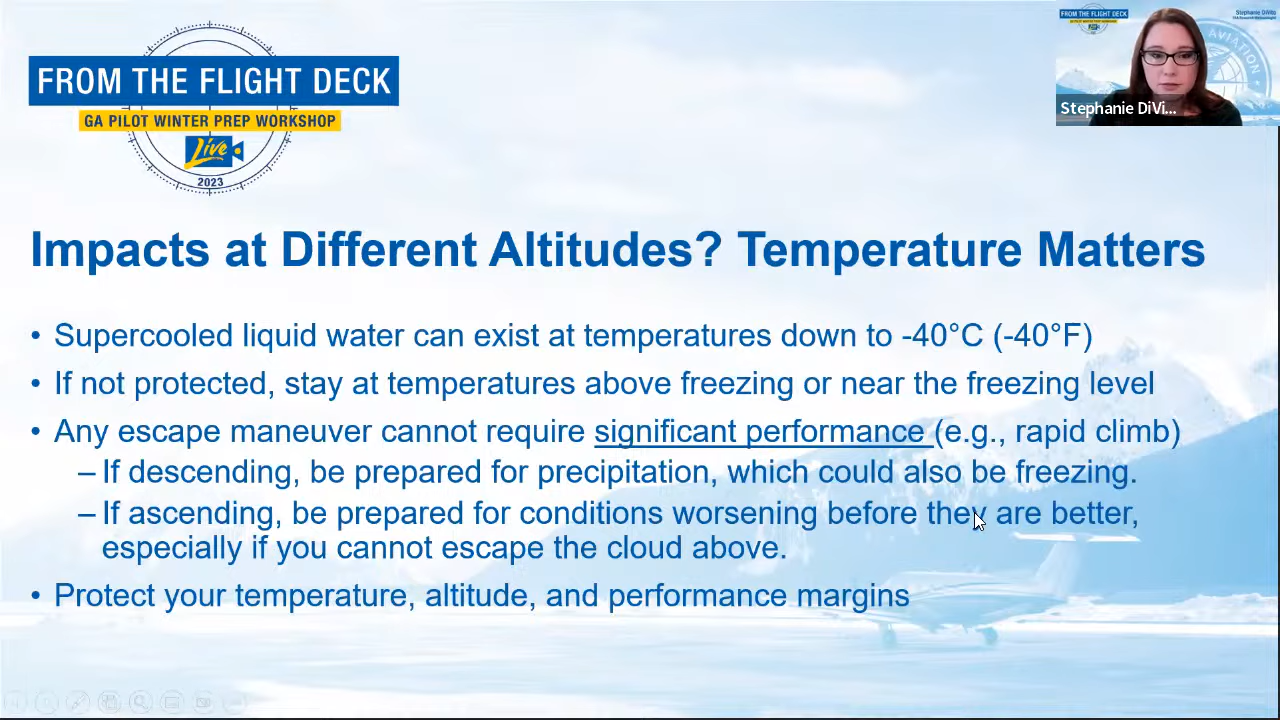 FROM THE FLIGHT DECK
GA PILOT WINTER PREP WORKSHOP
Live
2023
FROM THE FLIGHT DECK
Stephanie DiVito
AVIATION
Stephanie DiVi...
Impacts at Different Altitudes? Temperature Matters
• Supercooled liquid water can exist at temperatures down to -40°C (-40°F)
• If not protected, stay at temperatures above freezing or near the freezing level
• Any escape maneuver cannot require significant performance (e.g., rapid climb)
– If descending, be prepared for precipitation, which could also be freezing.
– If ascending, be prepared for conditions worsening before they are better,
especially if you cannot escape the cloud above.
• Protect your temperature, altitude, and performance margins